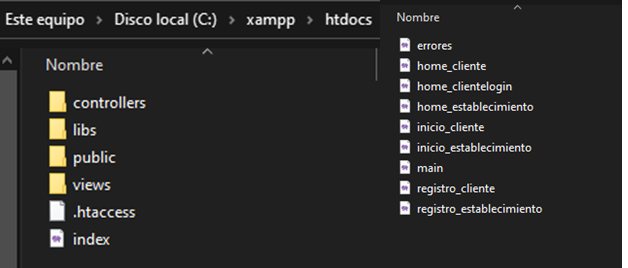 Este equipo > Disco local (C:) > xampp > htdocs
Nombre
controllers
libs
public
views
.htaccess
index
Nombre
errores
home_cliente
home_clientelogin
home_establecimiento
inicio_cliente
inicio_establecimiento
main
registro_cliente
registro_establecimiento